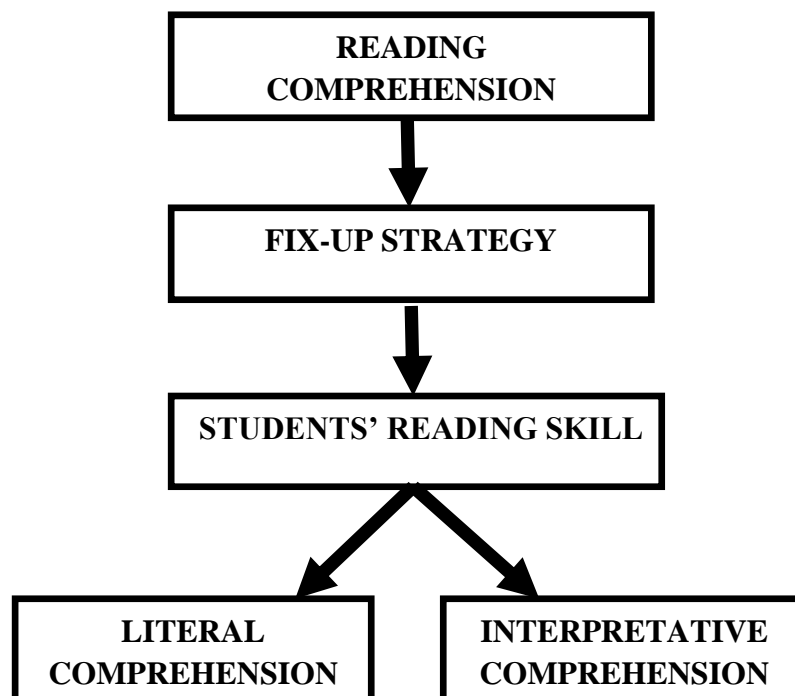 READING
COMPREHENSION
FIX-UP STRATEGY
STUDENTS’ READING SKILL
LITERAL
COMPREHENSION
INTERPRETATIVE
COMPREHENSION